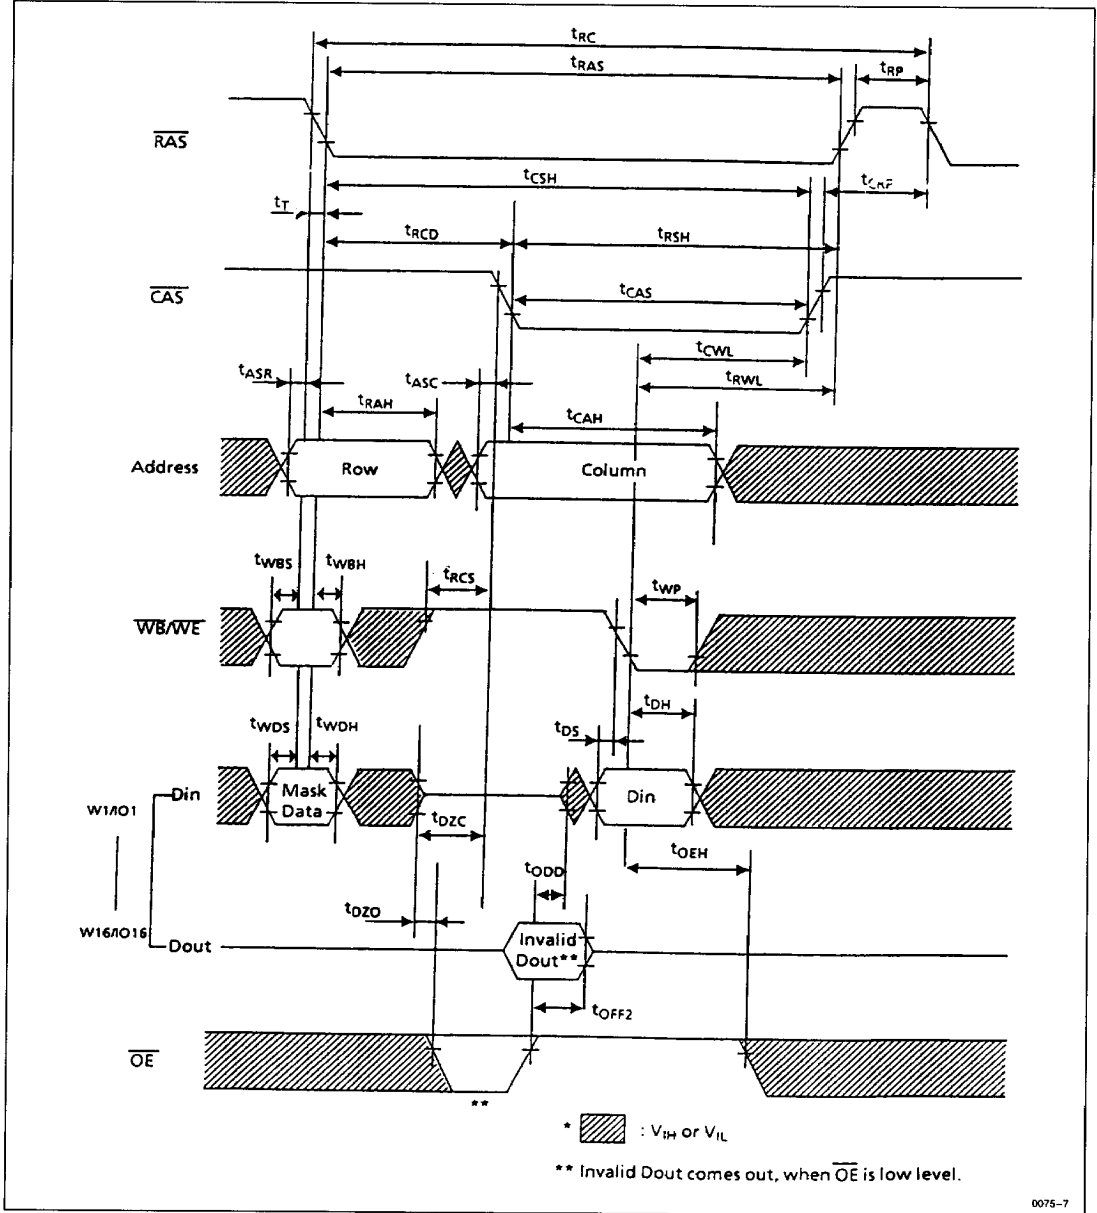 tRC
tRAS
tRP
RAS
tCSH
tCRP
tT
tRCD
tRSH
CAS
tCAS
tCWL
tASR
tASC
tRWL
tRAH
tCAH
Address
Row
Column
tWBS
tWBH
tRCS
tWP
WB/WE
tDH
tWDS
tWDH
tDS
Din
Mask
Data
Din
W1/IO1
tDZC
tOEH
tODD
tDZO
W16/IO16
Dout
Invalid
Dout**
tOFF2
OE
**
* : VIH or VIL
** Invalid Dout comes out, when OE is low level.
0075-7